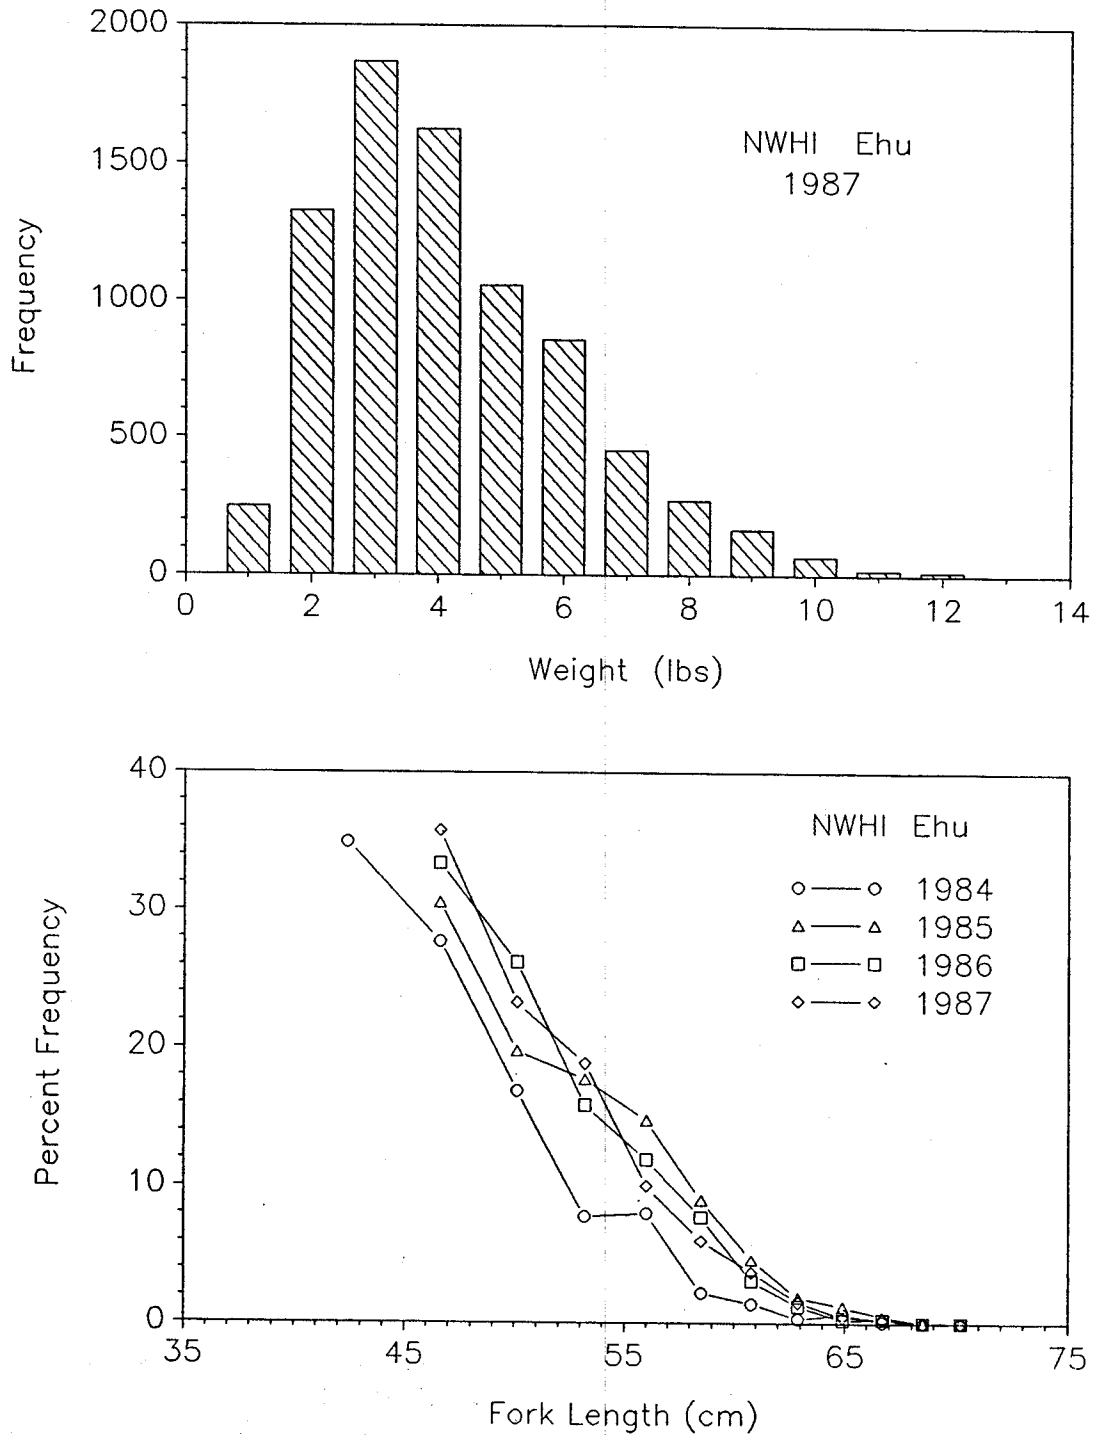 2000
1500
1000
500
0
Frequency
NWHI Ehu
1987
0 2 4 6 8 10 12 14
Weight (lbs)
40
30
20
10
0
Percent Frequency
NWHI Ehu
1984
1985
1986
1987
35 45 55 65 75
Fork Length (cm)